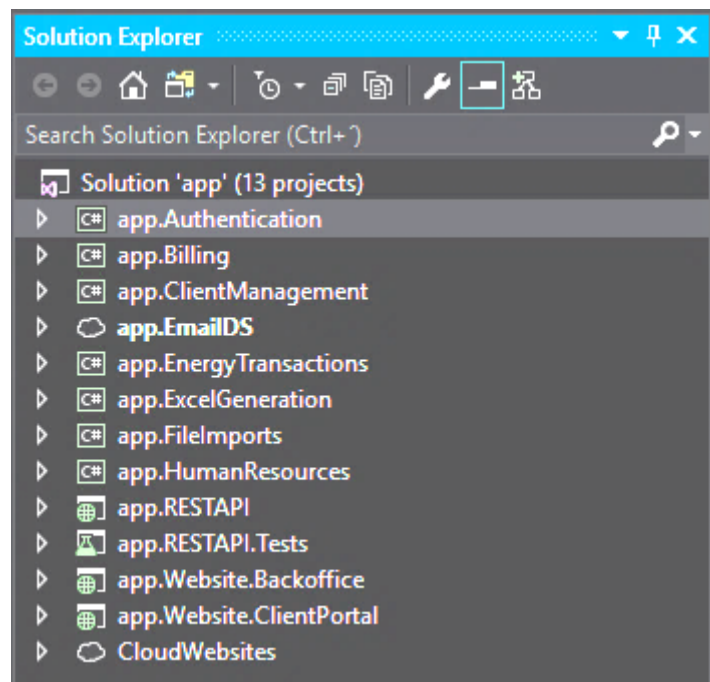 Solution Explorer
Search Solution Explorer (Ctrl+´)
Solution 'app' (13 projects)
C# app.Authentication
C# app.Billing
C# app.ClientManagement
app.EmailDS
C# app.EnergyTransactions
C# app.ExcelGeneration
C# app.FileImports
C# app.HumanResources
app.RESTAPI
app.RESTAPI.Tests
app.Website.Backoffice
app.Website.ClientPortal
CloudWebsites